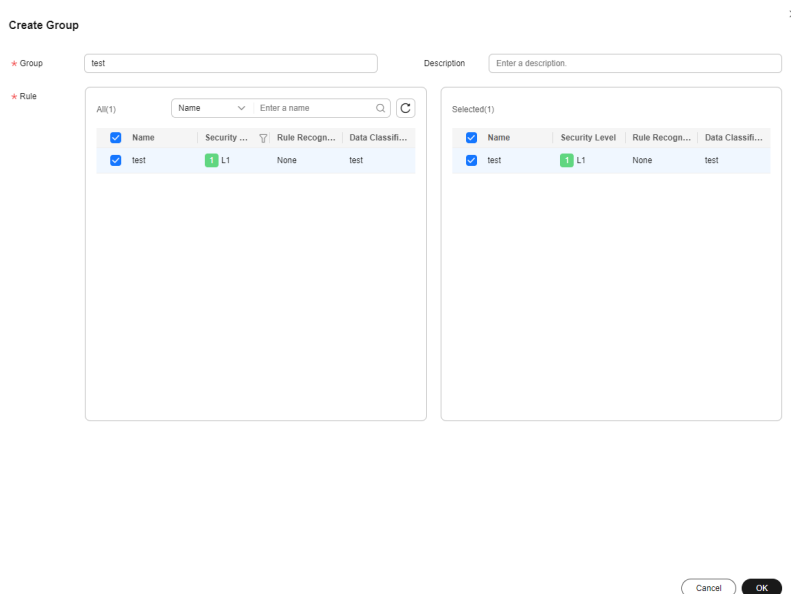 Create Group
* Group test Description Enter a description.
* Rule
All(1) Name Enter a name
Name Security ... Rule Recogn... Data Classifi...
test 1 L1 None test
Selected(1)
Name Security Level Rule Recogn... Data Classifi...
test 1 L1 None test
Cancel OK